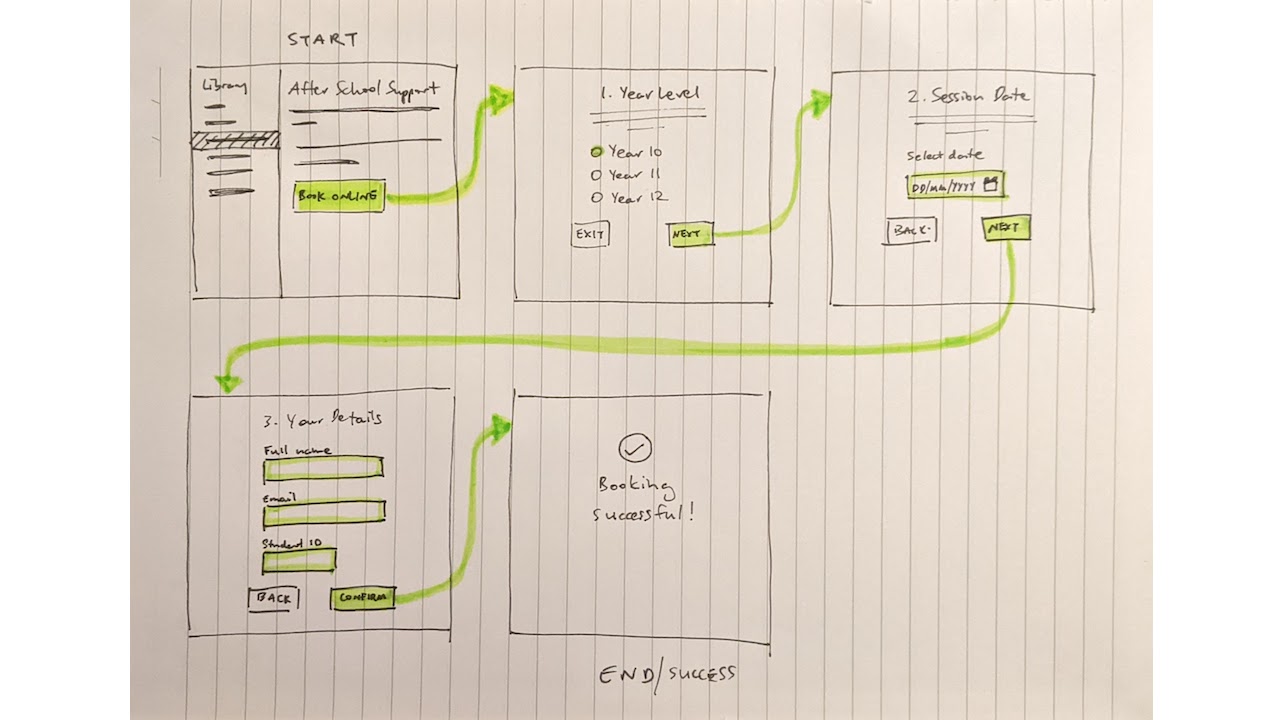 START
Library
After School Support
BOOK ONLINE
1. Year Level
Year 10
Year 11
Year 12
EXIT
NEXT
2. Session Date
Select date
DD/MM/YYYY
BACK
NEXT
3. Your Details
Full name
Email
Student ID
BACK
CONFIRM
Booking
successful!
END/SUCCESS